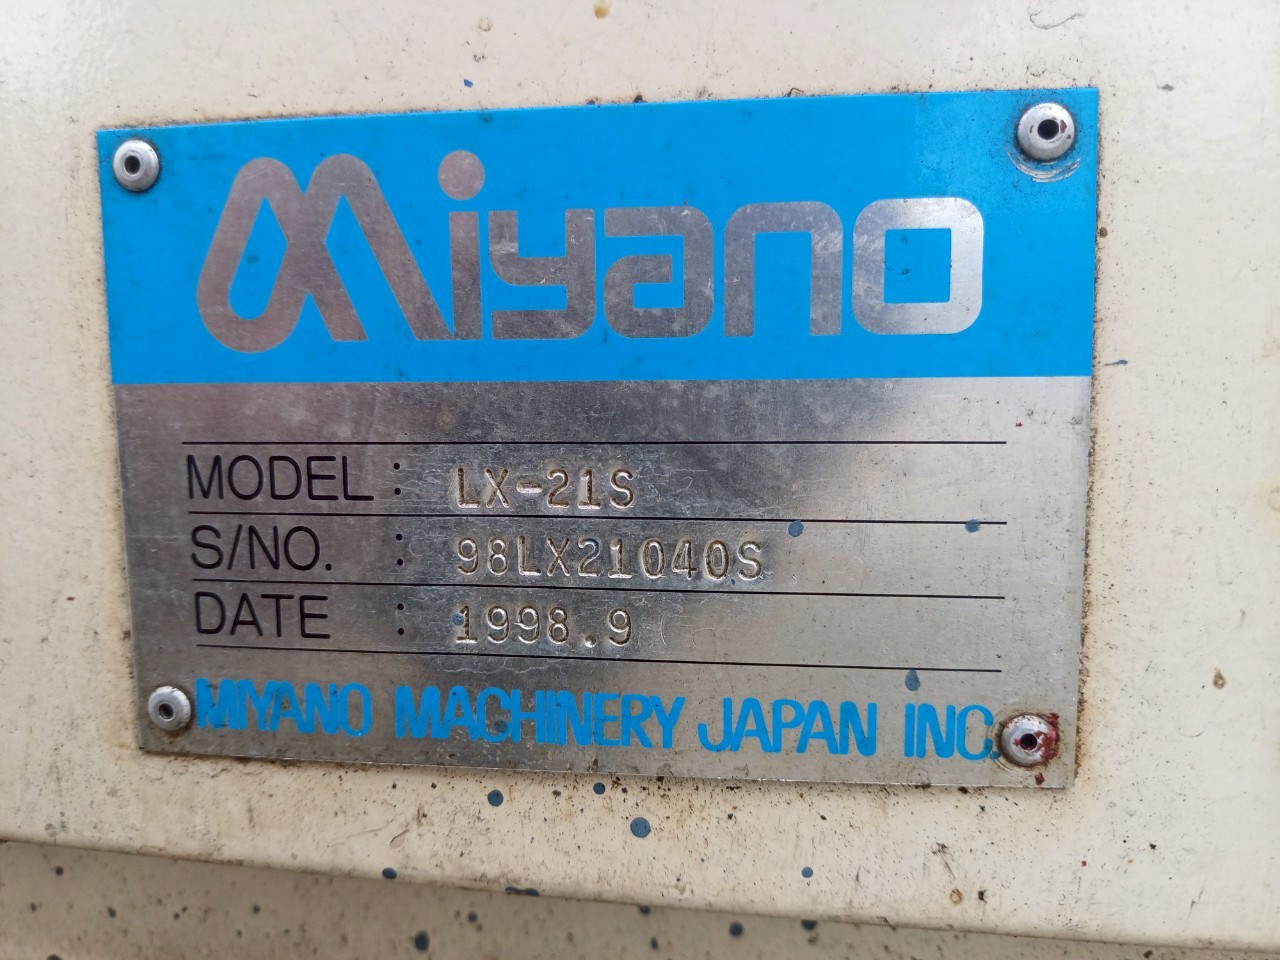 Miyano
MODEL : LX-21S
S/NO. : 98LX21040S
DATE : 1998.9
MIYANO MACHINERY JAPAN INC.